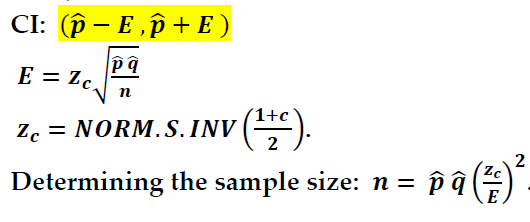 CI: (p̂ − E , p̂ + E )
E = z_c √(p̂ q̂ / n)
z_c = NORM.S.INV ((1+c)/2).
Determining the sample size: n = p̂ q̂ (z_c/E)².